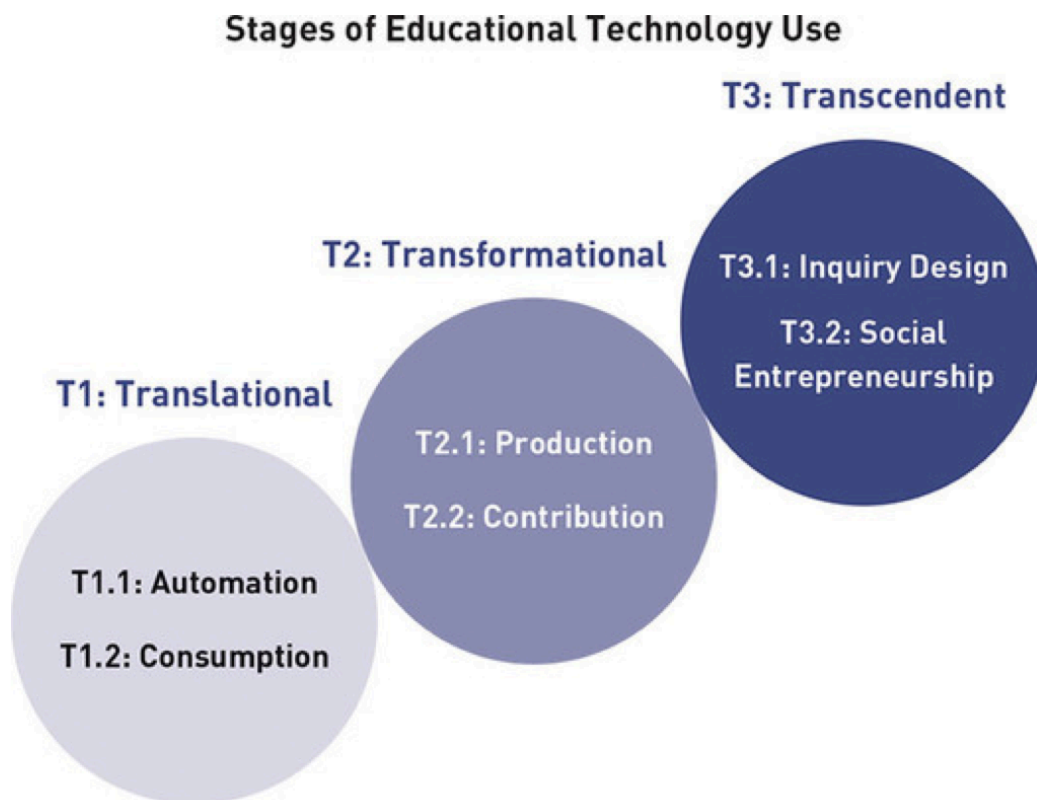 Stages of Educational Technology Use
T3: Transcendent
T3.1: Inquiry Design
T3.2: Social
Entrepreneurship
T2: Transformational
T2.1: Production
T2.2: Contribution
T1: Translational
T1.1: Automation
T1.2: Consumption